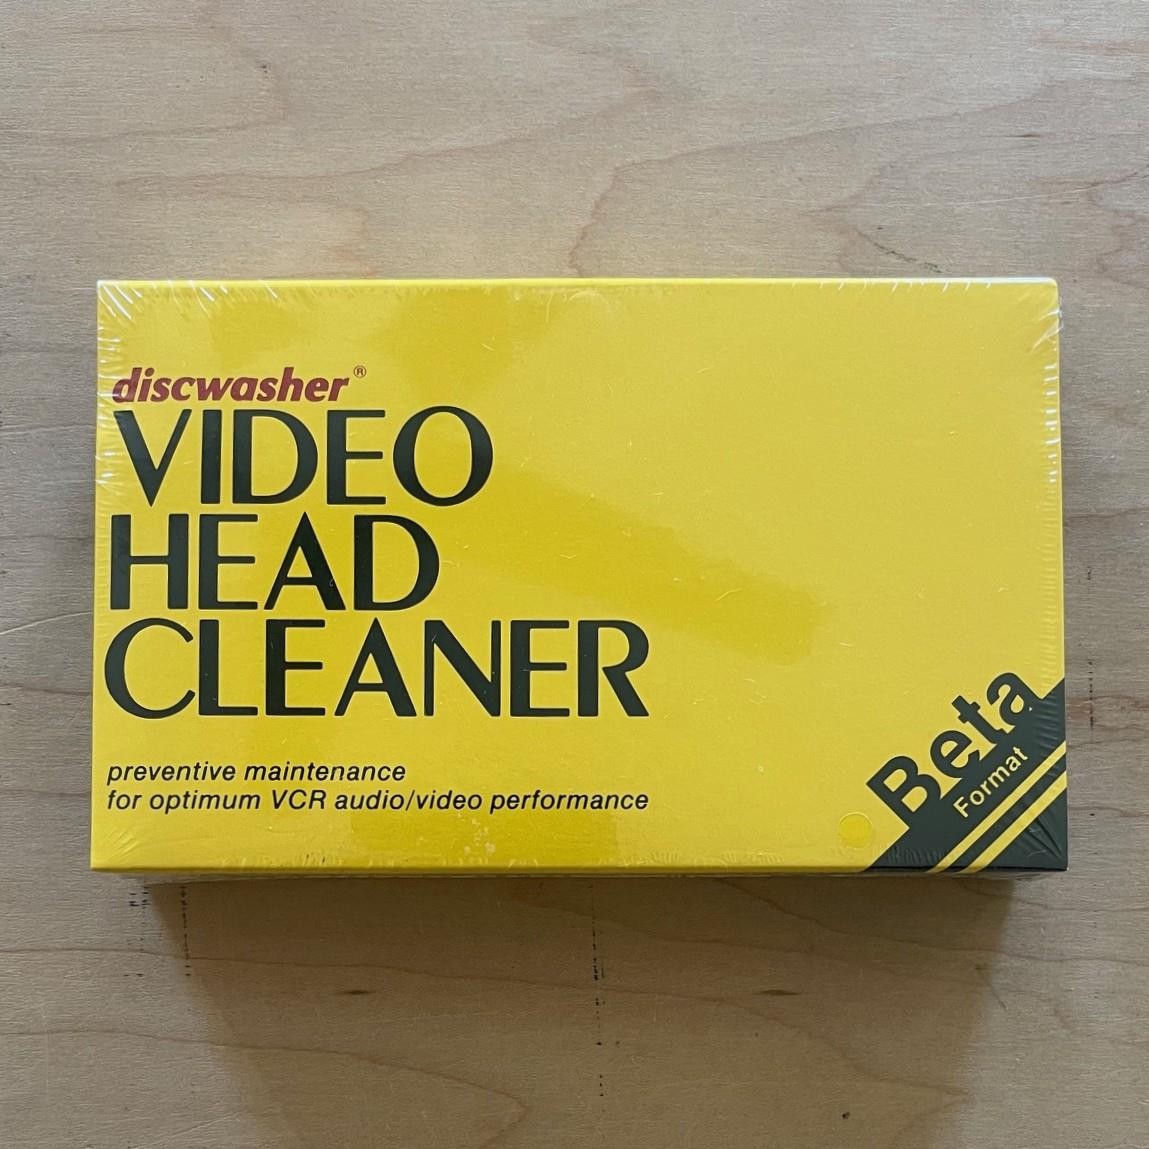 discwasher®
VIDEO
HEAD
CLEANER
preventive maintenance
for optimum VCR audio/video performance
Beta
Format